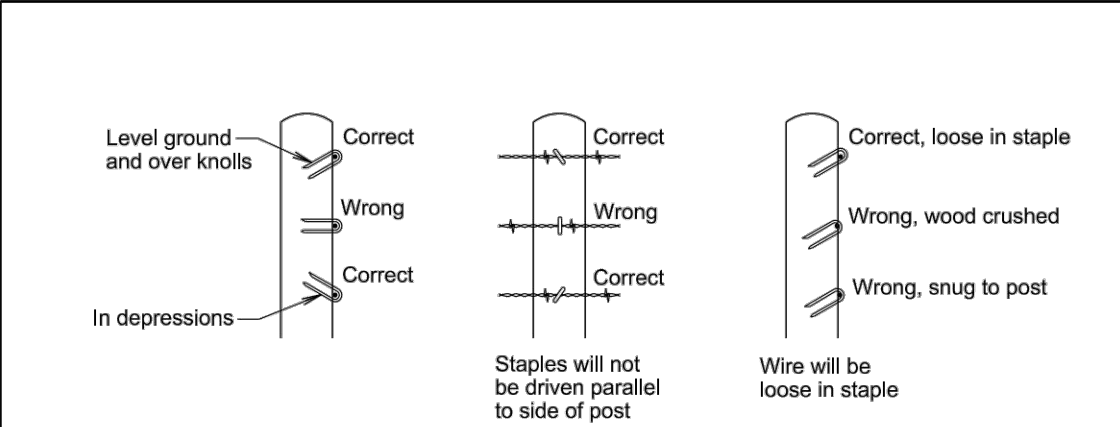 Level ground
and over knolls
Correct
Wrong
Correct
In depressions
Correct
Wrong
Correct
Staples will not
be driven parallel
to side of post
Correct, loose in staple
Wrong, wood crushed
Wrong, snug to post
Wire will be
loose in staple